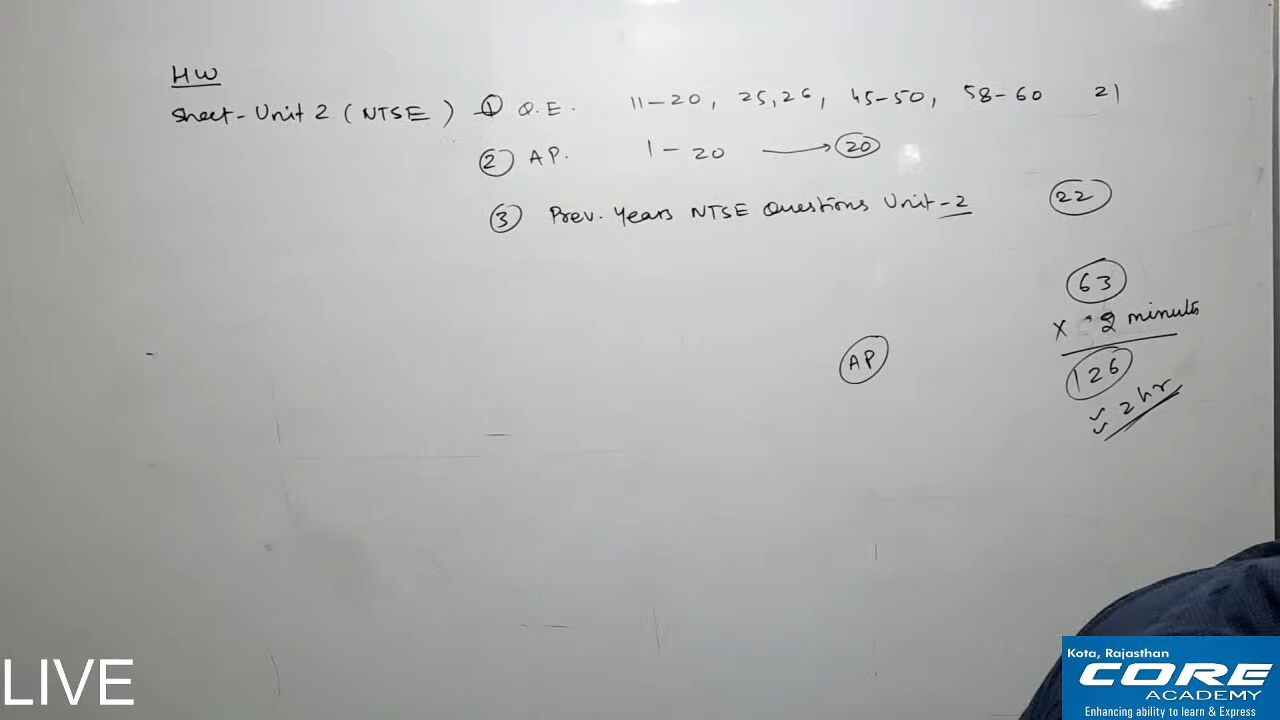 HW
Sheet - Unit 2 (NTSE) → ① Q.E. 11-20, 25,26, 45-50, 58-60 21
② AP. 1-20 → 20
③ Prev. Years NTSE Questions Unit-2 22
63
x 2 minutes
126
≈ 2 hr
AP
LIVE
Kota, Rajasthan
CORE
ACADEMY
Enhancing ability to learn & Express